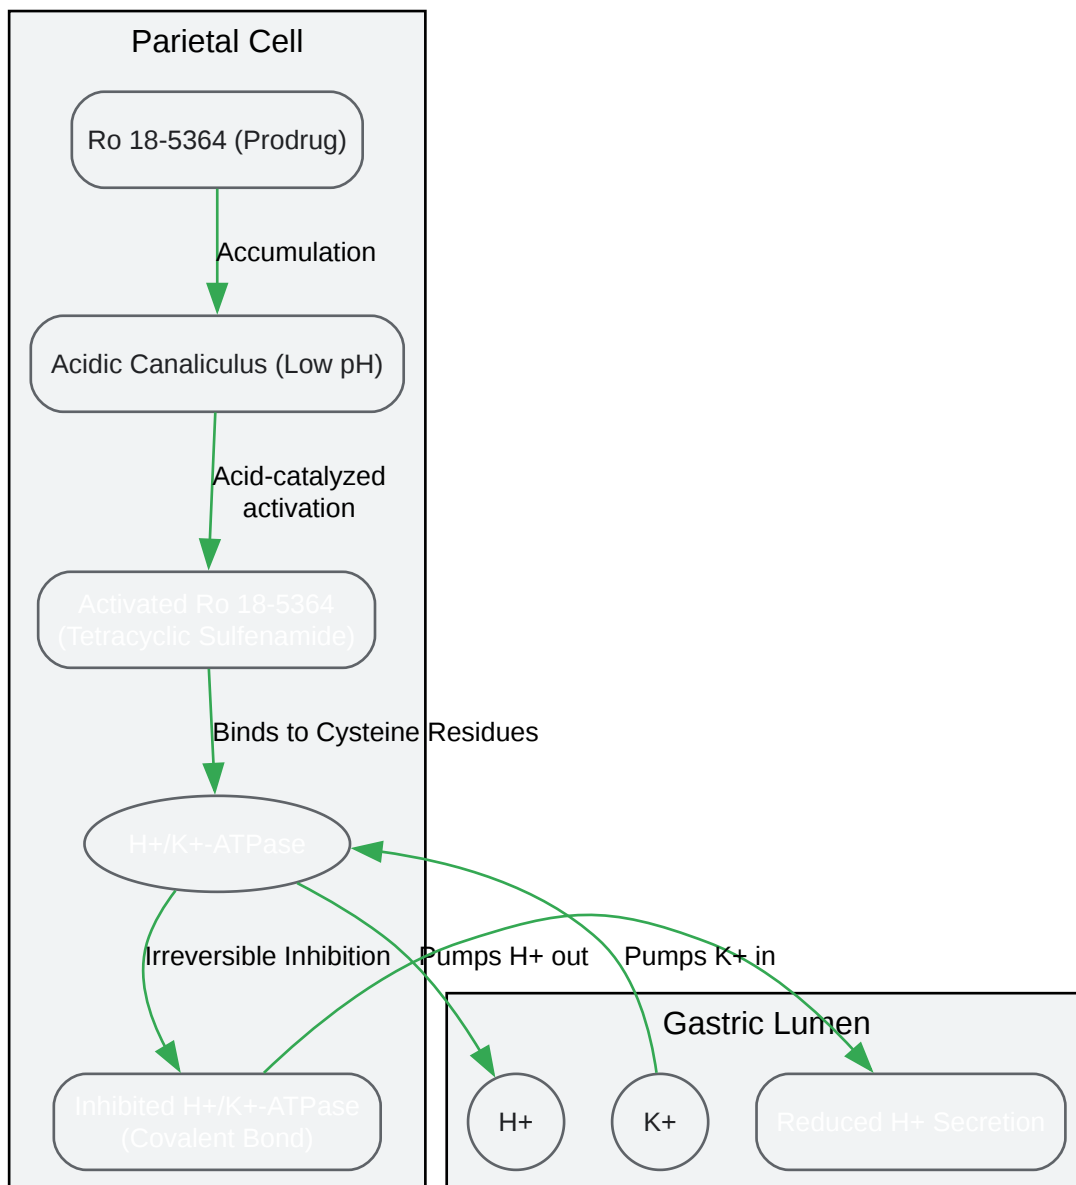 Parietal Cell
Ro 18-5364 (Prodrug)
Accumulation
Acidic Canaliculus (Low pH)
Acid-catalyzed
activation
Activated Ro 18-5364
(Tetracyclic Sulfenamide)
Binds to Cysteine Residues
H+/K+-ATPase
Irreversible Inhibition
Pumps H+ out
Pumps K+ in
Gastric Lumen
Inhibited H+/K+-ATPase
(Covalent Bond)
H+
K+
Reduced H+ Secretion